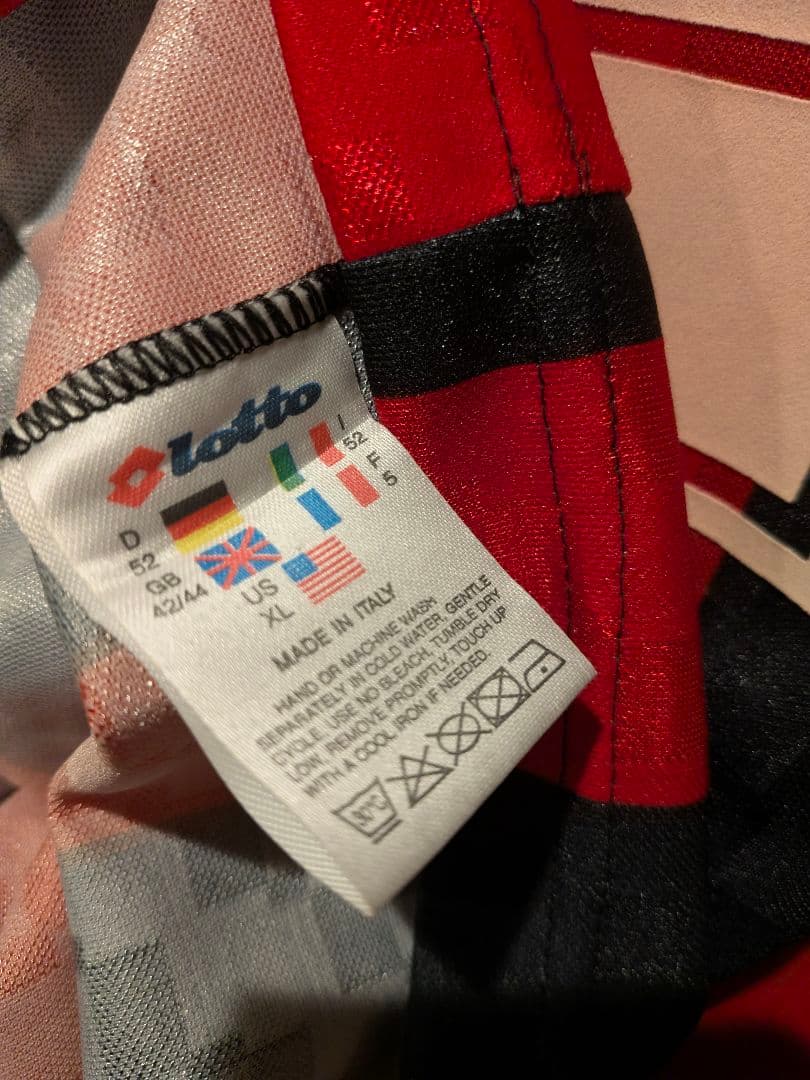 lotto
I
52
F
5
D
52
GB
42/44
US
XL
MADE IN ITALY
HAND OR MACHINE WASH
SEPARATELY IN COLD WATER, GENTLE
CYCLE. USE NO BLEACH, TUMBLE DRY
LOW, REMOVE PROMPTLY, TOUCH UP
WITH A COOL IRON IF NEEDED.
30°C